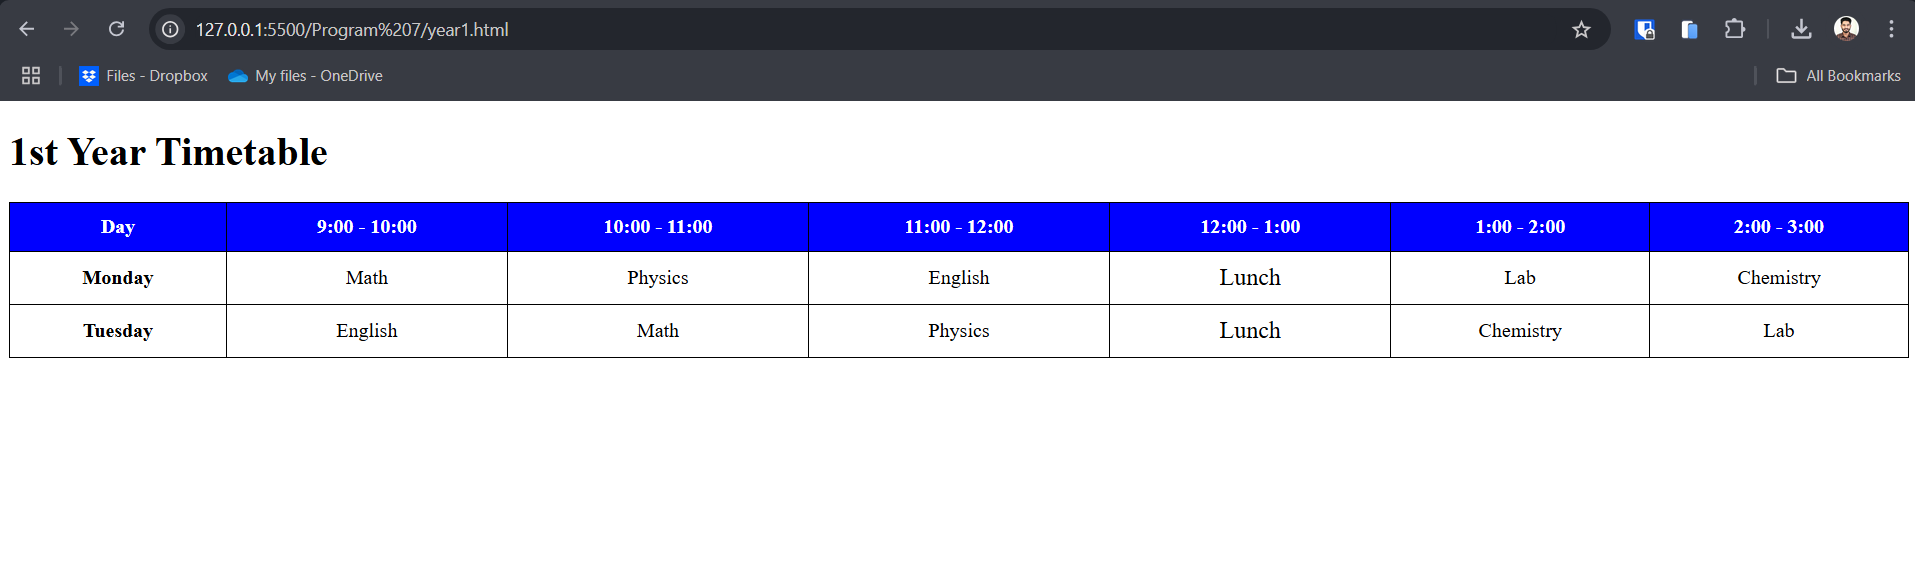 127.0.0.1:5500/Program%207/year1.html
Files - Dropbox My files - OneDrive All Bookmarks
1st Year Timetable
Day 9:00 - 10:00 10:00 - 11:00 11:00 - 12:00 12:00 - 1:00 1:00 - 2:00 2:00 - 3:00
Monday Math Physics English Lunch Lab Chemistry
Tuesday English Math Physics Lunch Chemistry Lab